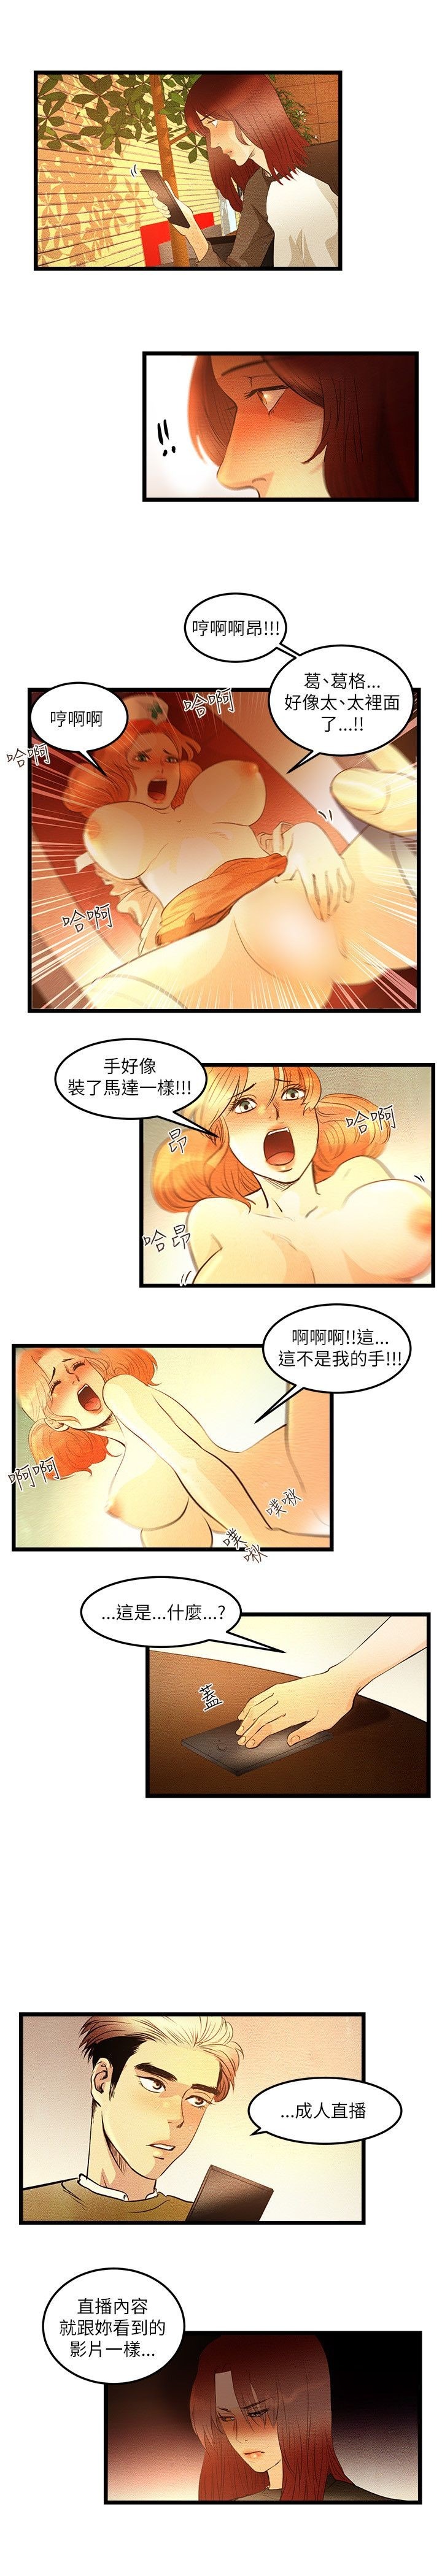 哼啊啊昂!!!
葛、葛格...
好像太、太裡面
了...!!
哼啊啊
哈啊
哈啊
哈啊
手好像
裝了馬達一樣!!!
昂
哈啊
哈昂
啊啊啊!!這...
這不是我的手!!!
啊啊
噗啾
噗啾
...這是...什麼...?
蓋
...成人直播
直播內容
就跟妳看到的
影片一樣...